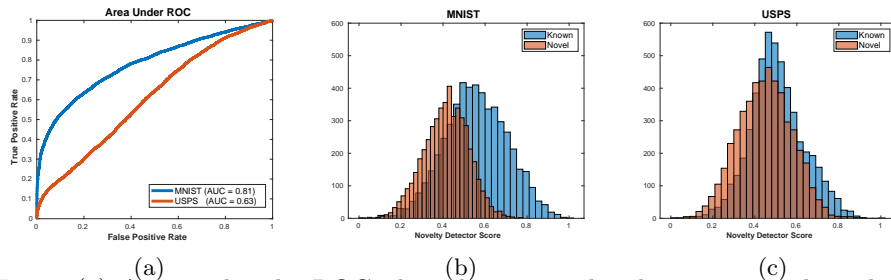 Area Under ROC
True Positive Rate
1
0.9
0.8
0.7
0.6
0.5
0.4
0.3
0.2
0.1
0
0 0.2 0.4 0.6 0.8 1
False Positive Rate
MNIST (AUC = 0.81)
USPS (AUC = 0.63)
(a)
MNIST
600
500
400
300
200
100
0
0 0.2 0.4 0.6 0.8 1
Novelty Detector Score
Known
Novel
(b)
USPS
600
500
400
300
200
100
0
0 0.2 0.4 0.6 0.8 1
Novelty Detector Score
Known
Novel
(c)